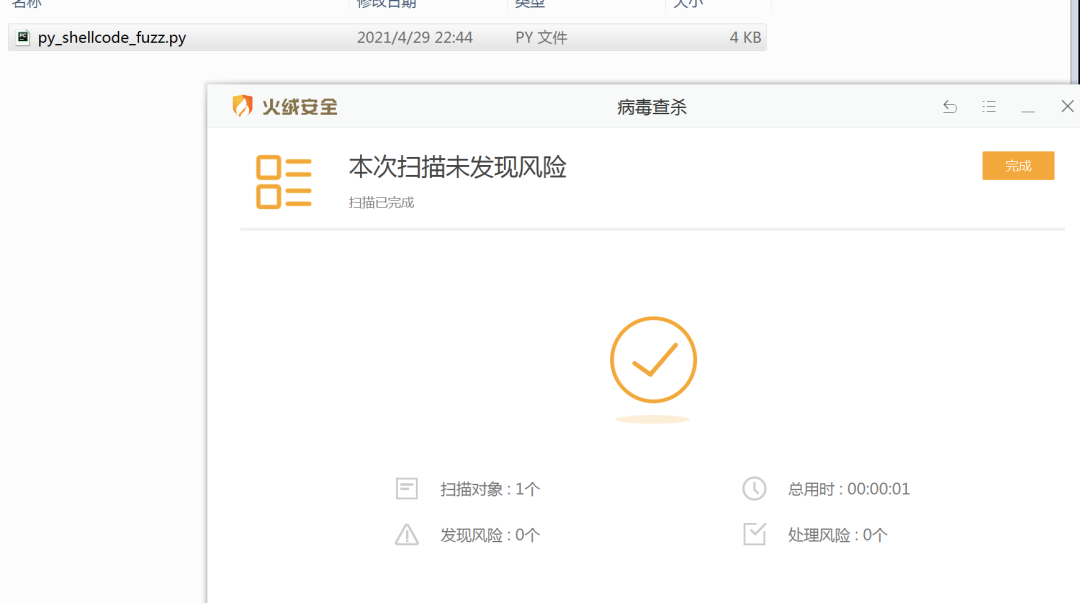 名称 修改日期 类型 大小
py_shellcode_fuzz.py 2021/4/29 22:44 PY 文件 4 KB
火绒安全 病毒查杀
本次扫描未发现风险 完成
扫描已完成
扫描对象 : 1个 总用时 : 00:00:01
发现风险 : 0个 处理风险 : 0个